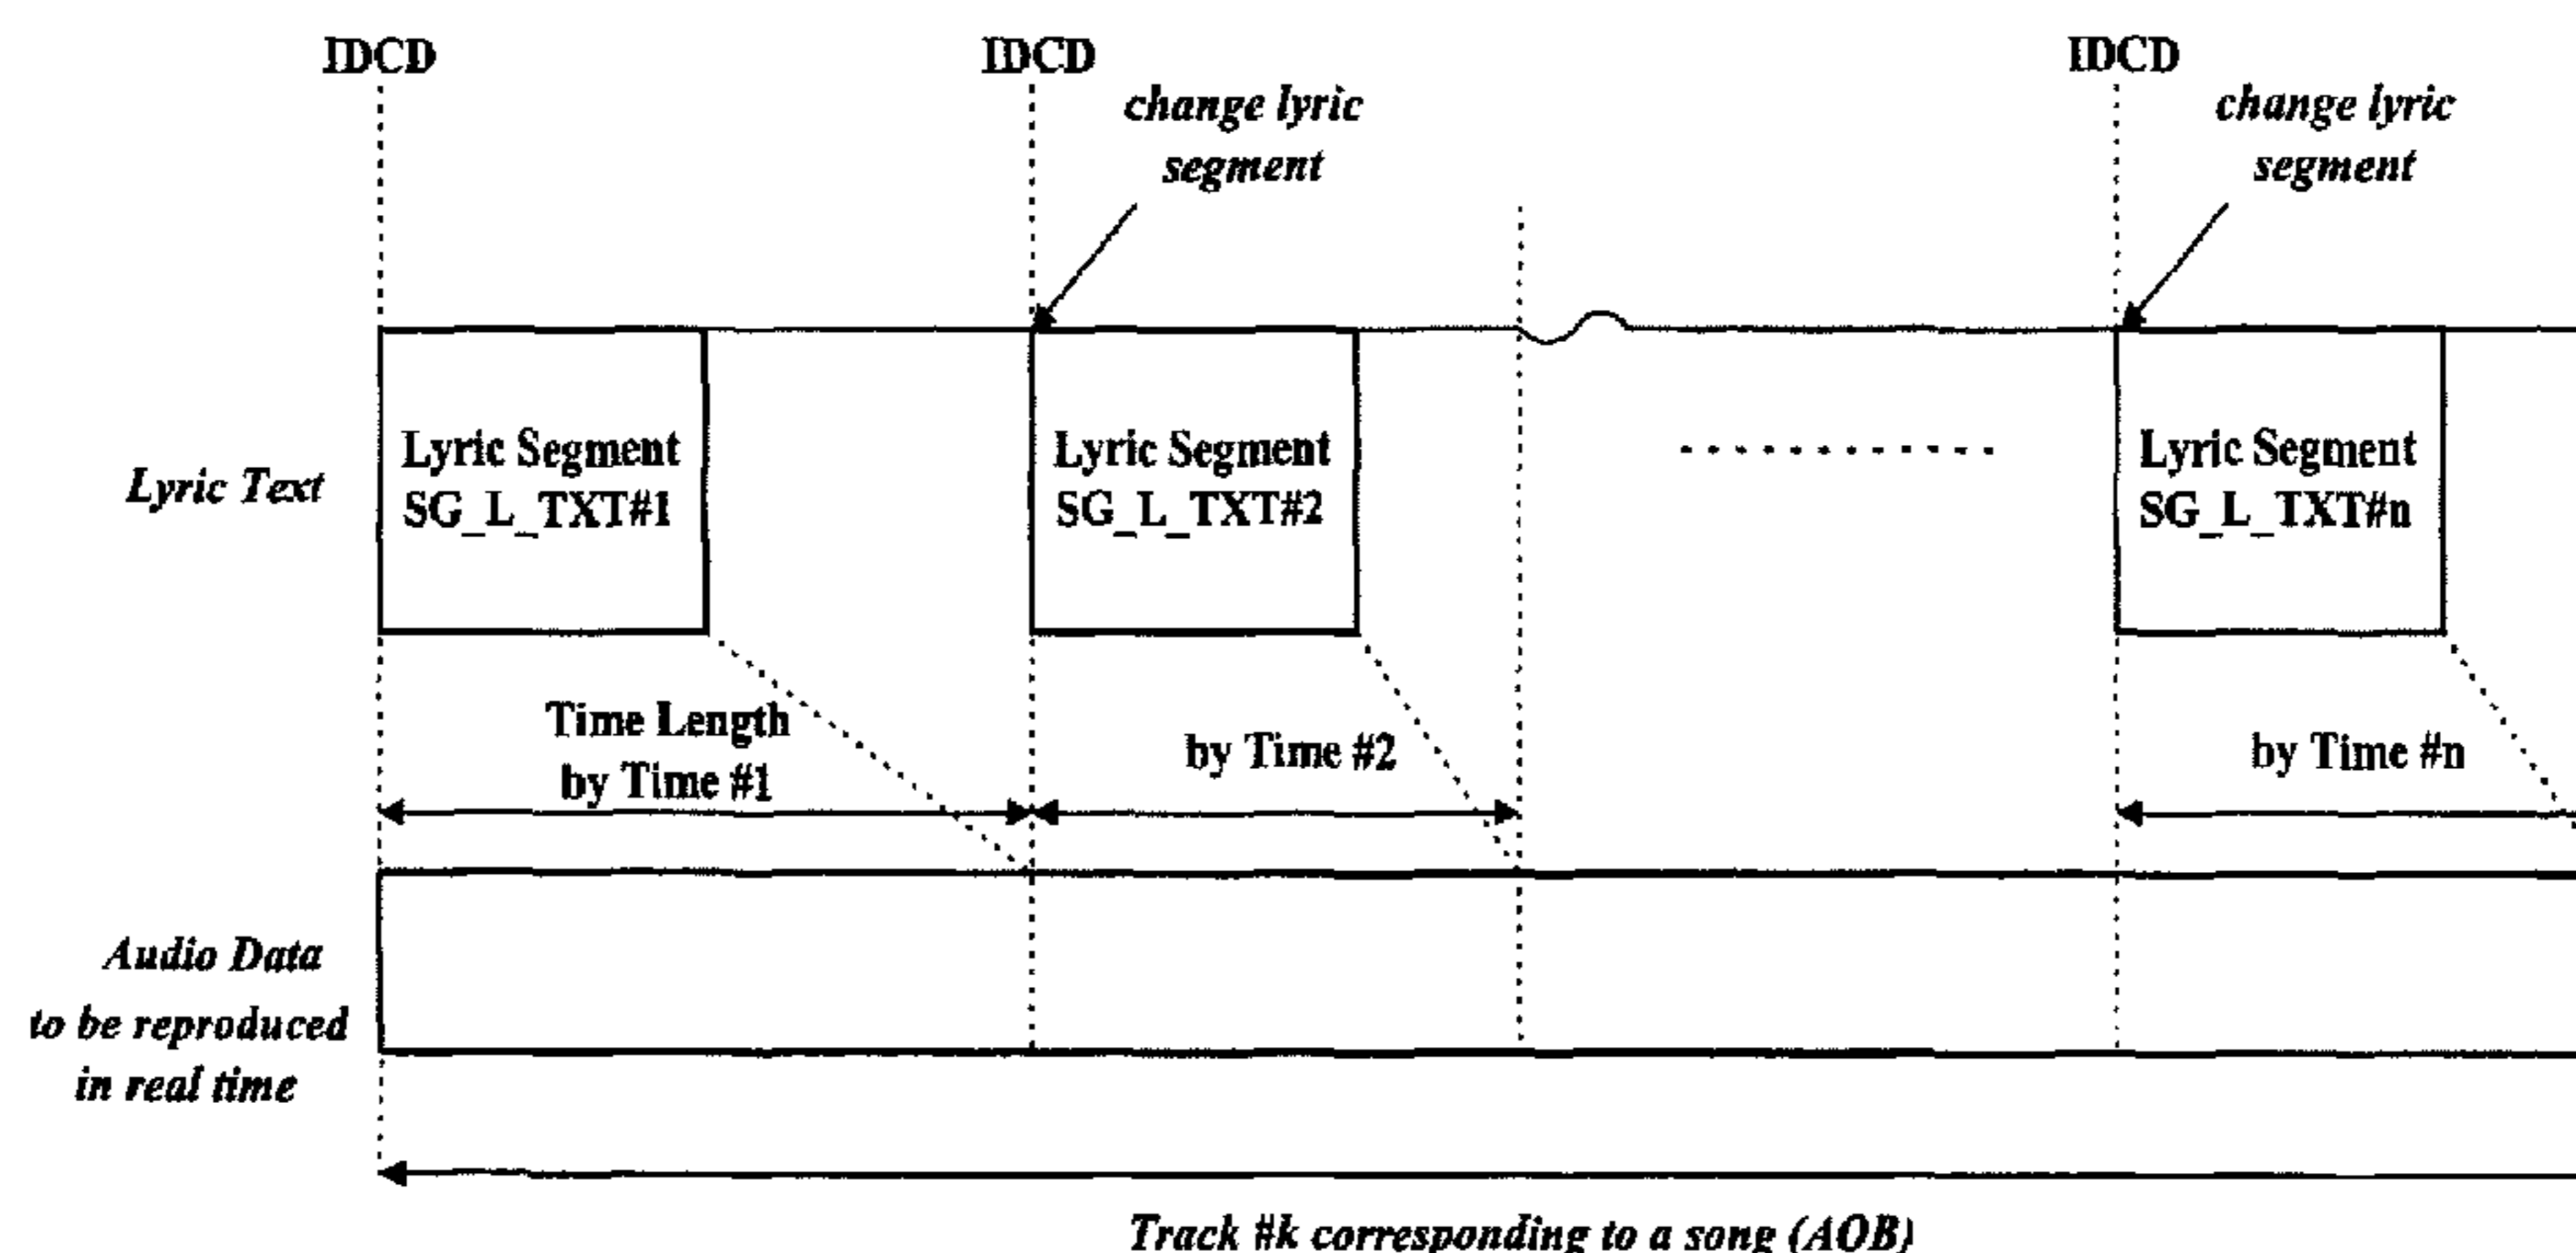 IDCD
IDCD
IDCD
change lyric
segment
change lyric
segment
Lyric Text
Lyric Segment
SG_L_TXT#1
Lyric Segment
SG_L_TXT#2
Lyric Segment
SG_L_TXT#n
Time Length
by Time #1
by Time #2
by Time #n
Audio Data
to be reproduced
in real time
Track #k corresponding to a song (AOB)